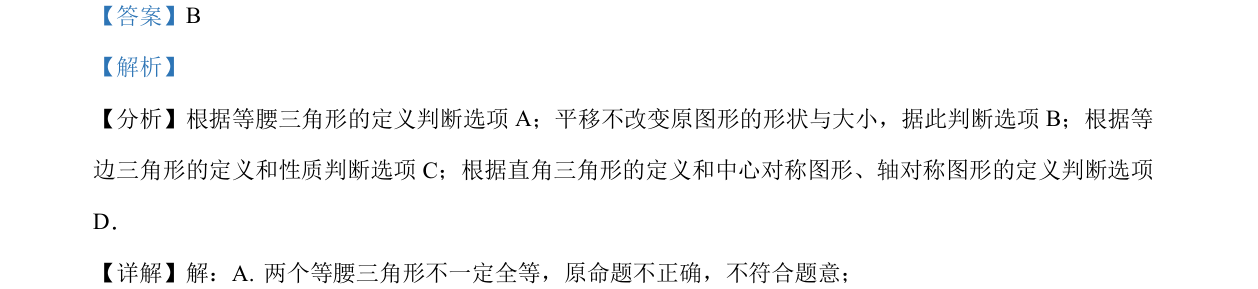 【答案】B
【解析】
【分析】根据等腰三角形的定义判断选项 A；平移不改变原图形的形状与大小，据此判断选项 B；根据等
边三角形的定义和性质判断选项 C；根据直角三角形的定义和中心对称图形、轴对称图形的定义判断选项
D．
【详解】解：A. 两个等腰三角形不一定全等，原命题不正确，不符合题意；